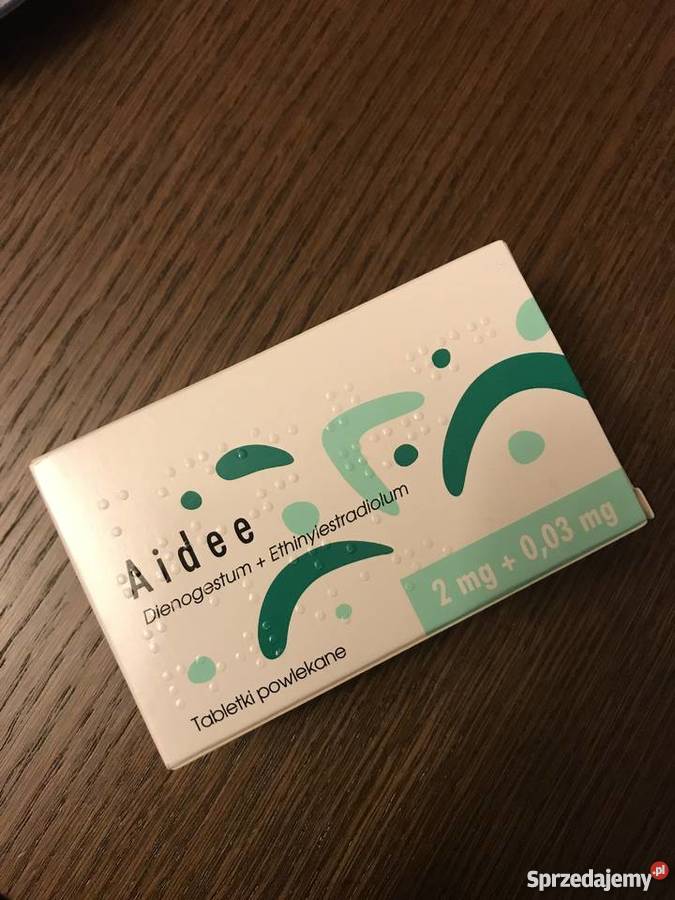 Aidee
Dienogestum + Ethinylestradiolum
2 mg + 0,03 mg
Tabletki powlekane
Sprzedajemy.pl